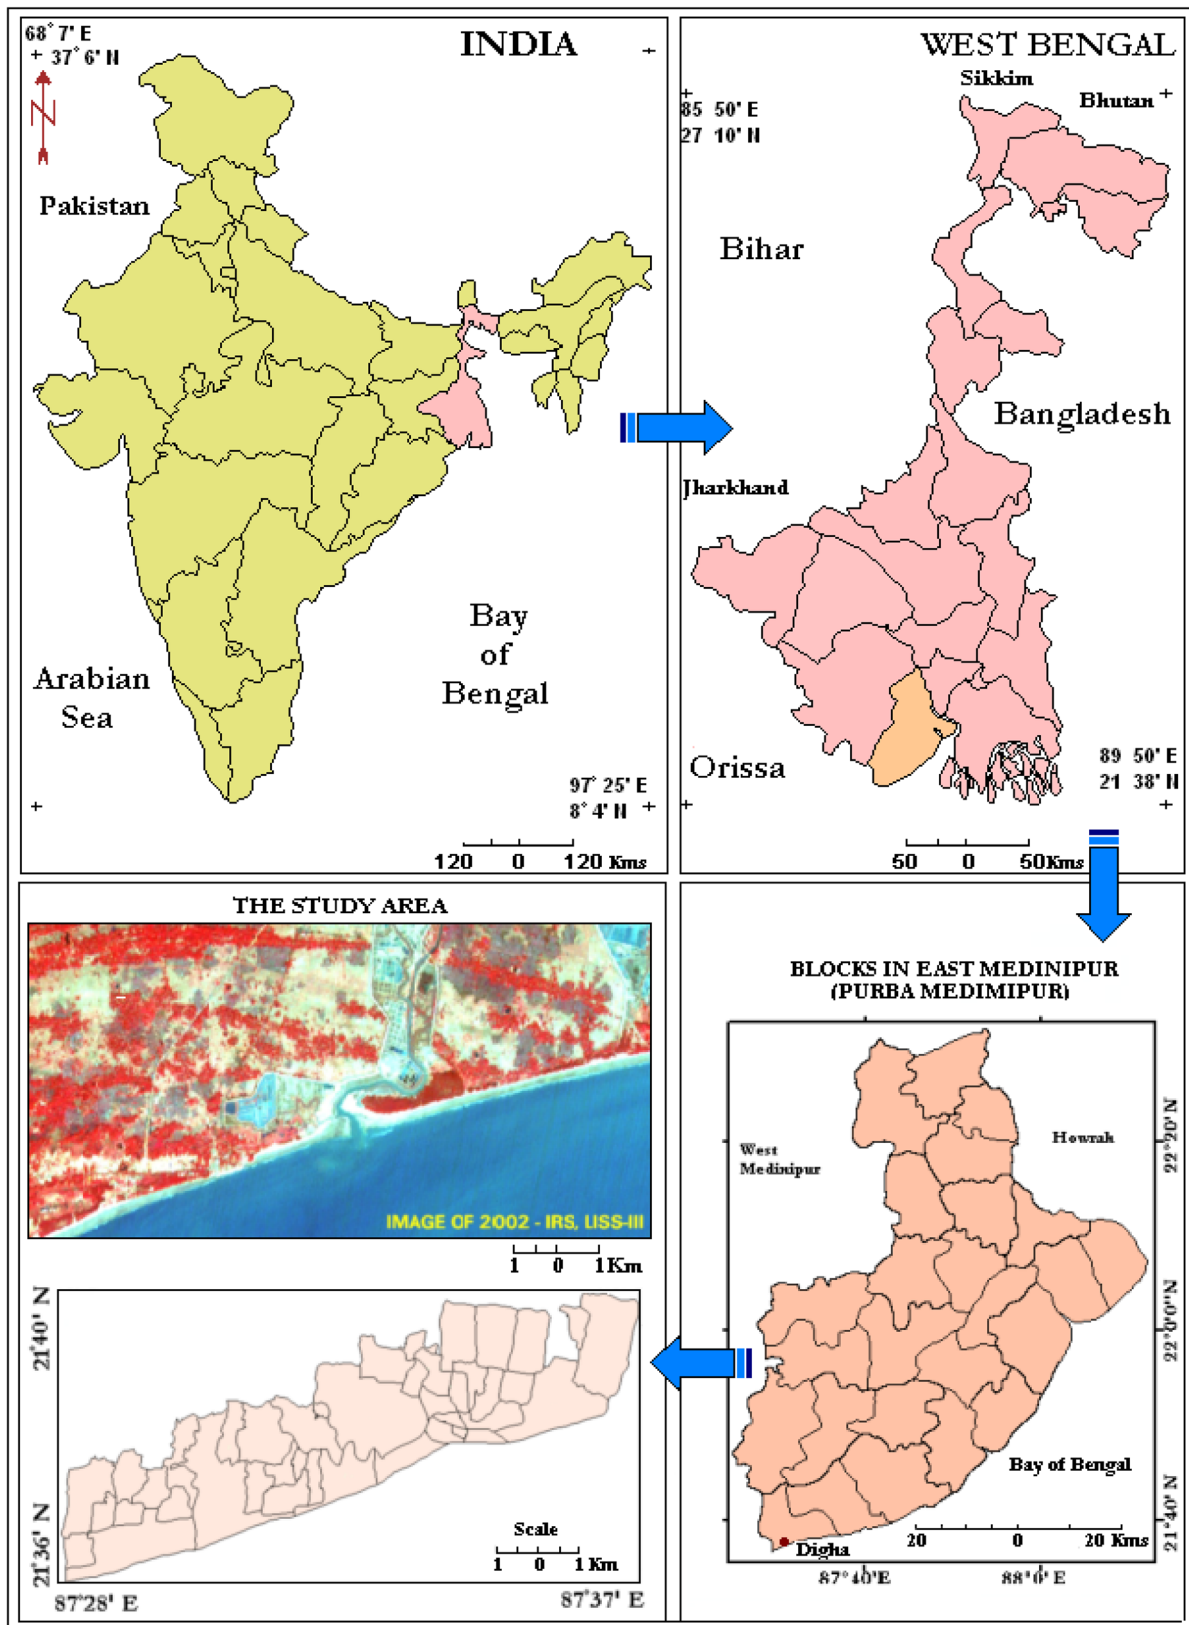 68° 7' E
37° 6' N
INDIA
N
Pakistan
Arabian
Sea
Bay
of
Bengal
97° 25' E
8° 4' N
120 0 120 Kms
WEST BENGAL
Sikkim
Bhutan
85 50' E
27 10' N
Bihar
Bangladesh
Jharkhand
Orissa
89 50' E
21 38' N
50 0 50Kms
THE STUDY AREA
IMAGE OF 2002 - IRS, LISS-III
1 0 1Km
21°40' N
21°36' N
Scale
1 0 1 Km
87°28' E
87°37' E
BLOCKS IN EAST MEDINIPUR
(PURBA MEDIMIPUR)
West
Medinipur
Howrah
22°20'N
22°0'0"N
21°40'N
Bay of Bengal
20 0 20 Kms
Digha
87°40'E
88°0'E